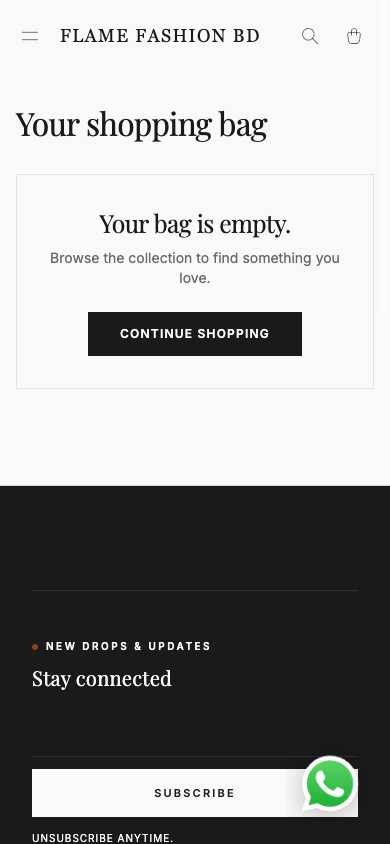 FLAME FASHION BD
Your shopping bag
Your bag is empty.
Browse the collection to find something you
love.
CONTINUE SHOPPING
NEW DROPS & UPDATES
Stay connected
SUBSCRIBE
UNSUBSCRIBE ANYTIME.